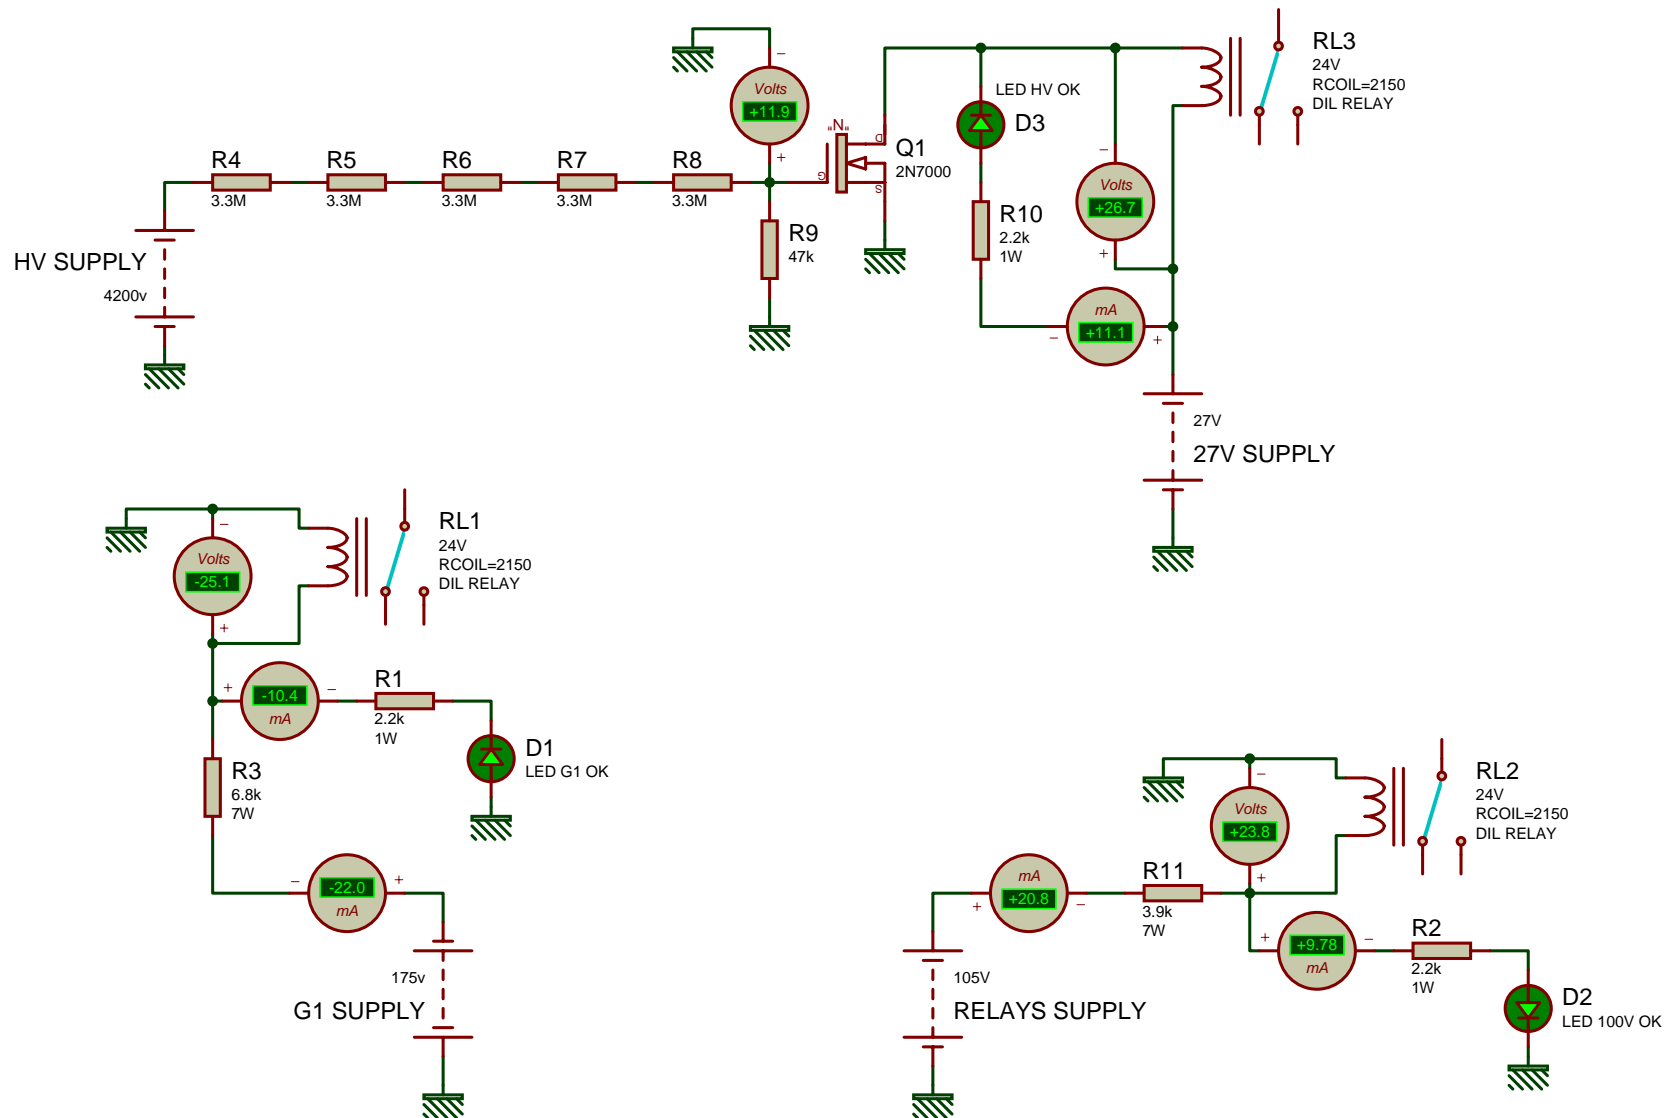 RL3
24V
RCOIL=2150
DIL RELAY
Volts
+11.9
+
LED HV OK
D3
"N"
D
G
S
Q1
2N7000
R4
3.3M
R5
3.3M
R6
3.3M
R7
3.3M
R8
3.3M
R9
47k
R10
2.2k
1W
Volts
+26.7
+
HV SUPPLY
4200v
mA
+11.1
− +
27V
27V SUPPLY
RL1
24V
RCOIL=2150
DIL RELAY
−
Volts
-25.1
+
+ −
-10.4
mA
R1
2.2k
1W
D1
LED G1 OK
R3
6.8k
7W
− +
-22.0
mA
175v
G1 SUPPLY
RL2
24V
RCOIL=2150
DIL RELAY
−
Volts
+23.8
+
mA
+20.8
+ −
R11
3.9k
7W
+ −
+9.78
mA
R2
2.2k
1W
105V
RELAYS SUPPLY
D2
LED 100V OK